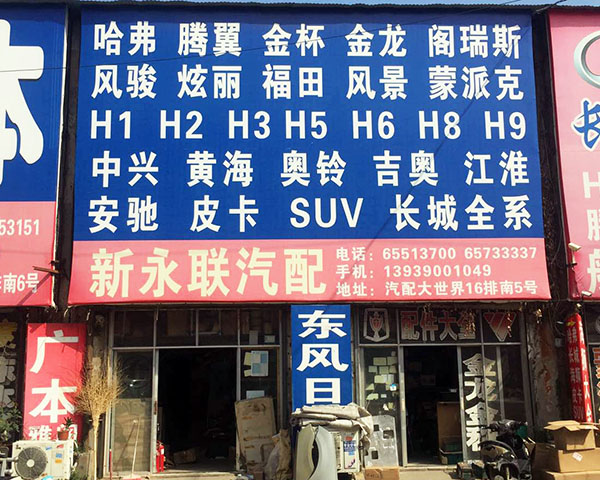 哈弗 腾翼 金杯 金龙 阁瑞斯
风骏 炫丽 福田 风景 蒙派克
H1 H2 H3 H5 H6 H8 H9
中兴 黄海 奥铃 吉奥 江淮
安驰 皮卡 SUV 长城全系
新永联汽配
电话：65513700 65733337
手机：13939001049
地址：汽配大世界16排南5号
53151
南6号
广本
东风日
配件大全
金龙金
长
H